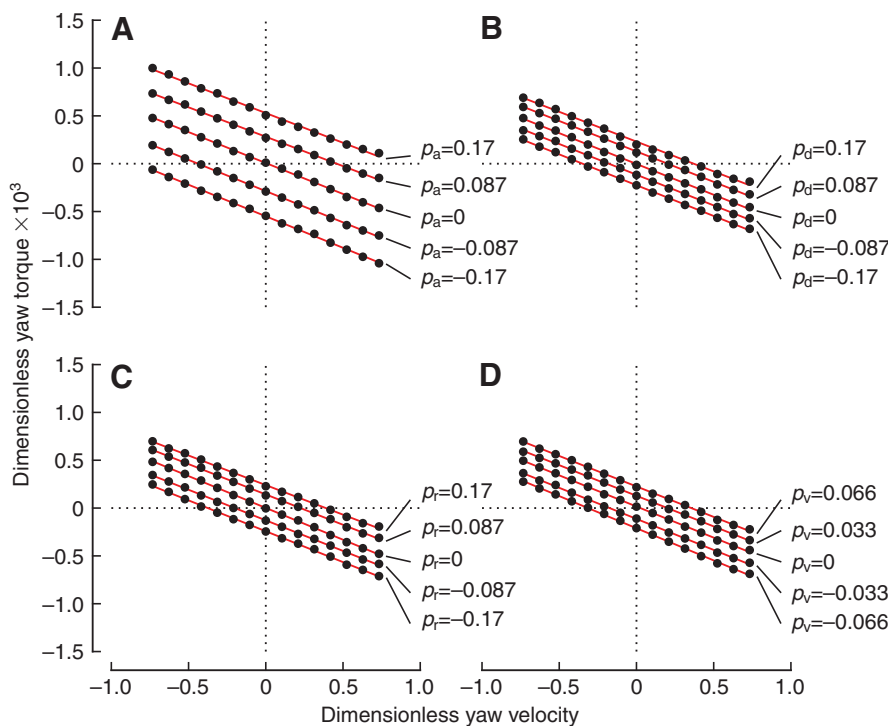 A
B
1.5
1.0
0.5
0
−0.5
−1.0
−1.5
pa=0.17
pa=0.087
pa=0
pa=−0.087
pa=−0.17
pd=0.17
pd=0.087
pd=0
pd=−0.087
pd=−0.17
Dimensionless yaw torque ×10³
C
D
1.5
1.0
0.5
0
−0.5
−1.0
−1.5
pr=0.17
pr=0.087
pr=0
pr=−0.087
pr=−0.17
pv=0.066
pv=0.033
pv=0
pv=−0.033
pv=−0.066
−1.0 −0.5 0 0.5 1.0 −1.0 −0.5 0 0.5 1.0
Dimensionless yaw velocity